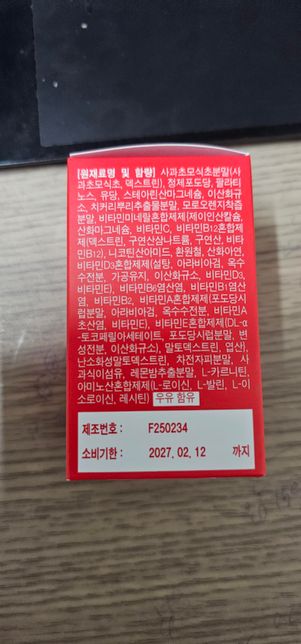 [원재료명 및 함량] 사과초모식초분말(사
과초모식초, 덱스트린), 정제포도당, 팔라티
노스, 유당, 스테아린산마그네슘, 이산화규
소, 치커리뿌리추출물분말, 모로오렌지착즙
분말, 비타민미네랄혼합제제(제이인산칼슘,
산화마그네슘, 비타민C, 비타민B12혼합제
제(덱스트린, 구연산삼나트륨, 구연산, 비타
민B12), 니코틴산아미드, 환원철, 산화아연,
비타민D3혼합제제(설탕, 아라비아검, 옥수
수전분, 가공유지, 이산화규소, 비타민D3,
비타민E), 비타민B6염산염, 비타민B1염산
염, 비타민B2, 비타민A혼합제제(포도당시
럽분말, 아라비아검, 옥수수전분, 비타민A
초산염, 비타민E), 비타민E혼합제제(DL-α
-토코페릴아세테이트, 포도당시럽분말, 변
성전분, 이산화규소), 말토덱스트린, 엽산),
난소화성말토덱스트린, 차전자피분말, 사
과식이섬유, 레몬밤추출분말, L-카르니틴,
아미노산혼합제제(L-로이신, L-발린, L-이
소로이신, 레시틴) 우유 함유
제조번호 : F250234
소비기한 : 2027. 02. 12 까지